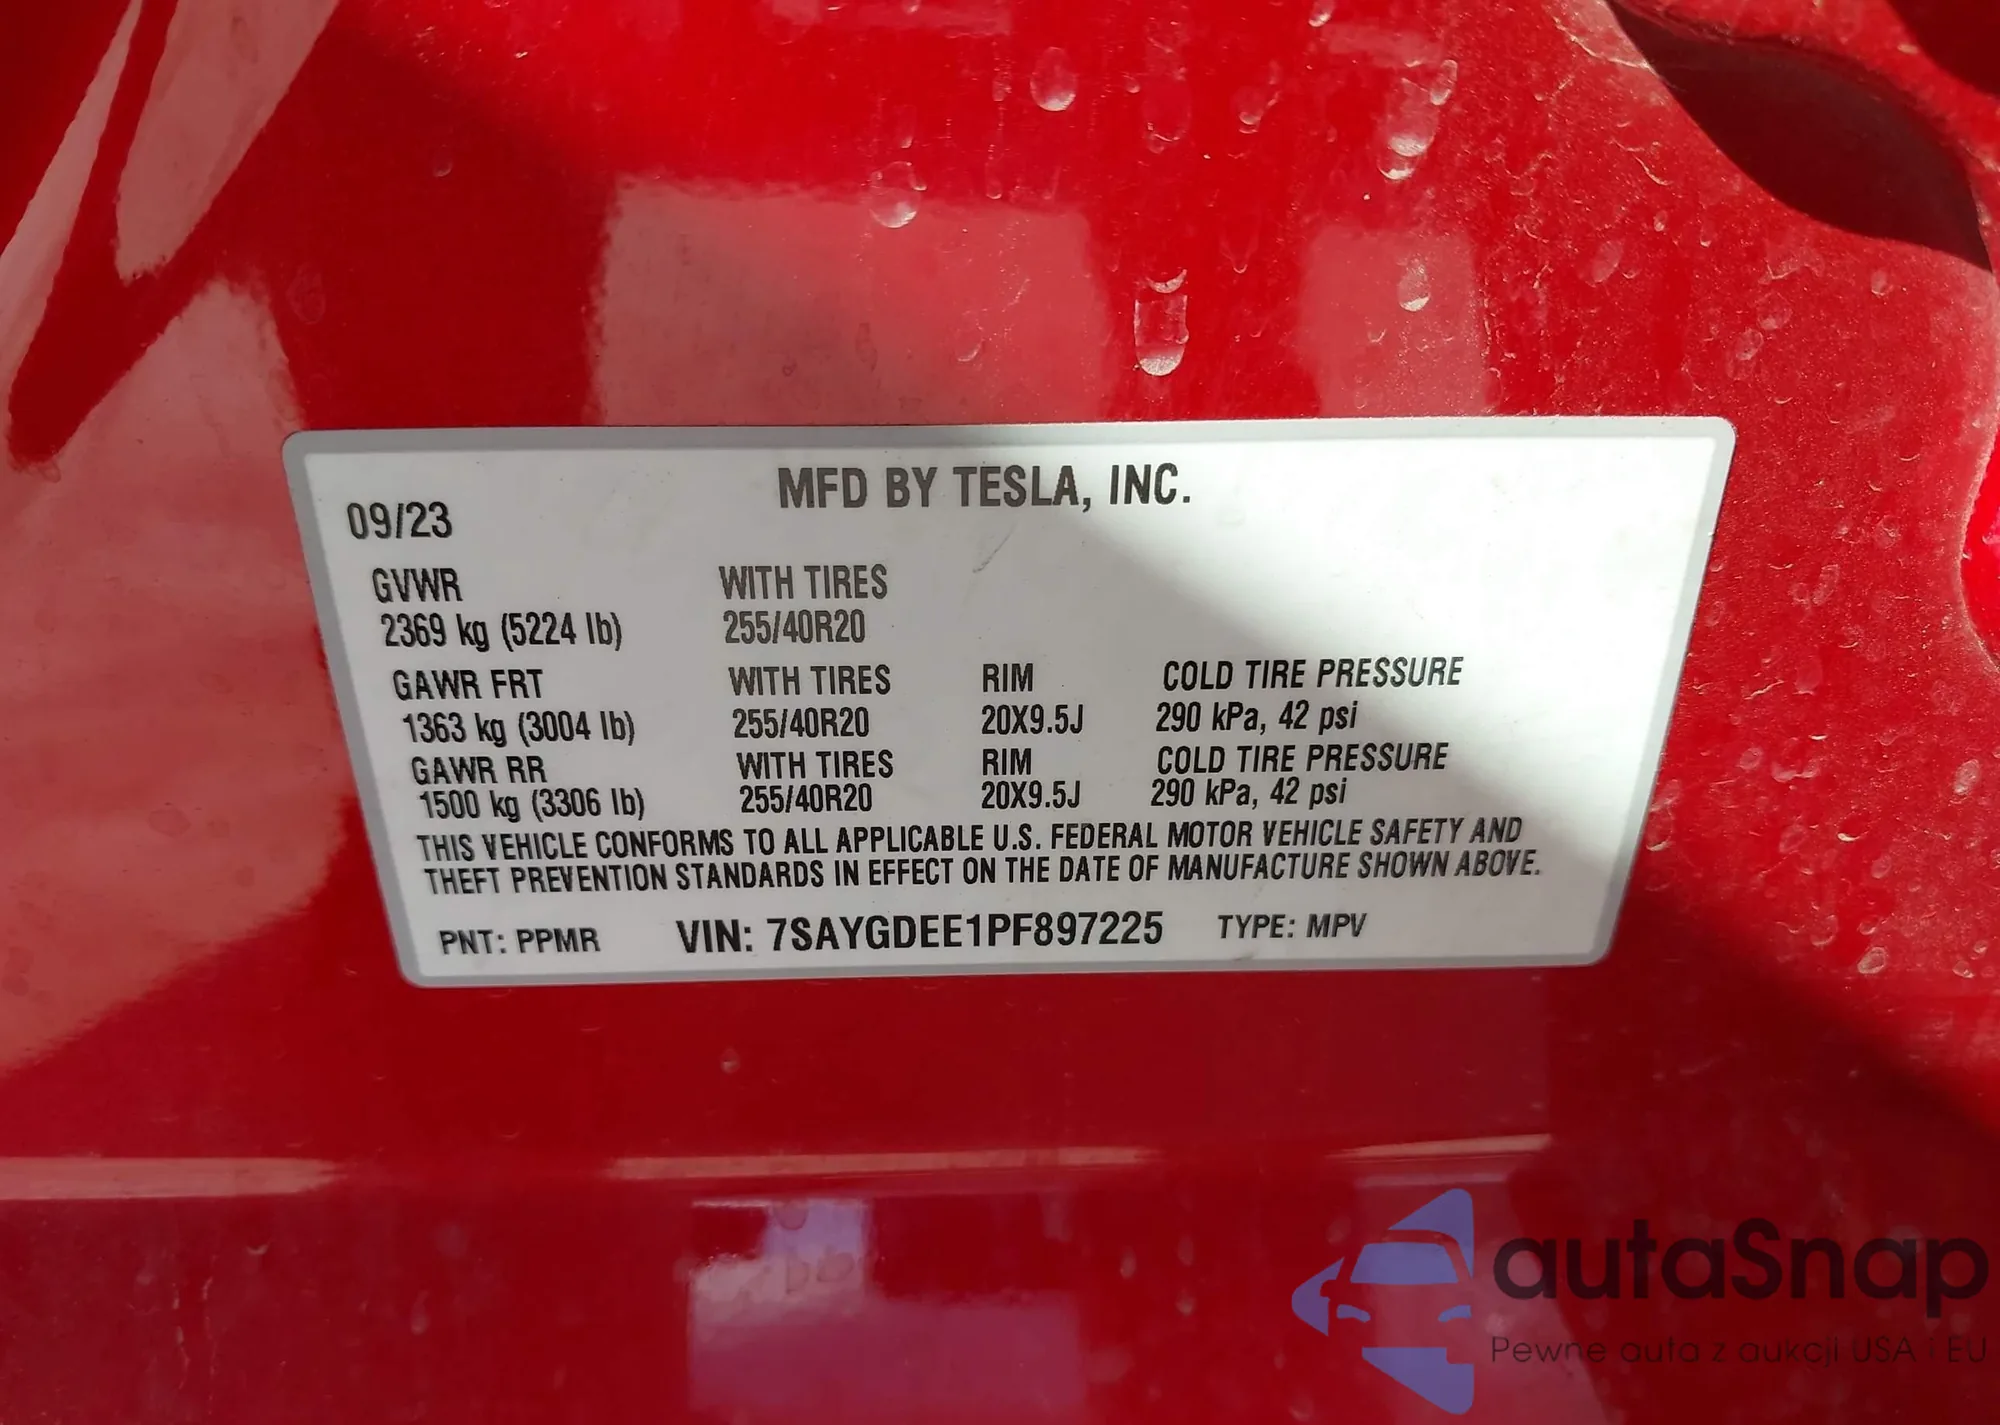 MFD BY TESLA, INC.
09/23
GVWR WITH TIRES
2369 kg (5224 lb) 255/40R20
GAWR FRT WITH TIRES RIM COLD TIRE PRESSURE
1363 kg (3004 lb) 255/40R20 20X9.5J 290 kPa, 42 psi
GAWR RR WITH TIRES RIM COLD TIRE PRESSURE
1500 kg (3306 lb) 255/40R20 20X9.5J 290 kPa, 42 psi
THIS VEHICLE CONFORMS TO ALL APPLICABLE U.S. FEDERAL MOTOR VEHICLE SAFETY AND
THEFT PREVENTION STANDARDS IN EFFECT ON THE DATE OF MANUFACTURE SHOWN ABOVE.
PNT: PPMR VIN: 7SAYGDEE1PF897225 TYPE: MPV
autaSnap
Pewne auta z aukcji USA i EU